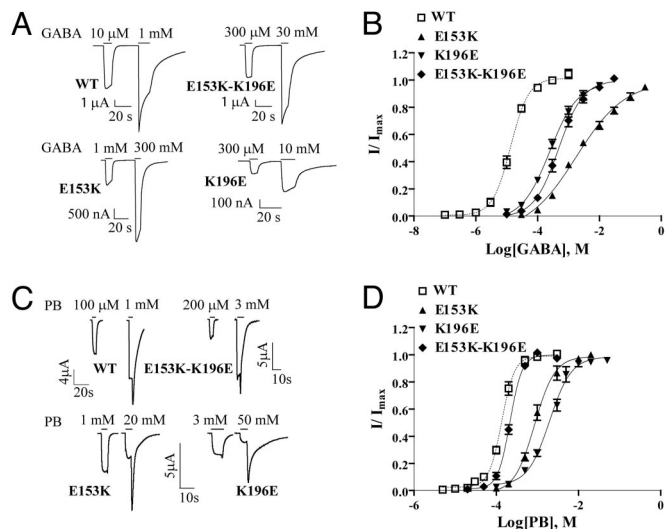 A
GABA 10 µM 1 mM 300 µM 30 mM
WT E153K-K196E
1 µA 20 s 1 µA 20 s
GABA 1 mM 300 mM 300 µM 10 mM
E153K K196E
500 nA 20 s 100 nA 20 s
B
WT
E153K
K196E
E153K-K196E
I/ Imax
1.2
1.0
0.8
0.6
0.4
0.2
0.0
-8 -6 -4 -2 0
Log[GABA], M
C
PB 100 µM 1 mM 200 µM 3 mM
WT E153K-K196E
4µA 20s 5µA 10s
PB 1 mM 20 mM 3 mM 50 mM
E153K K196E
5µA 10s
D
WT
E153K
K196E
E153K-K196E
I/ Imax
1.2
1.0
0.8
0.6
0.4
0.2
0.0
-6 -5 -4 -3 -2 -1 0
Log[PB], M